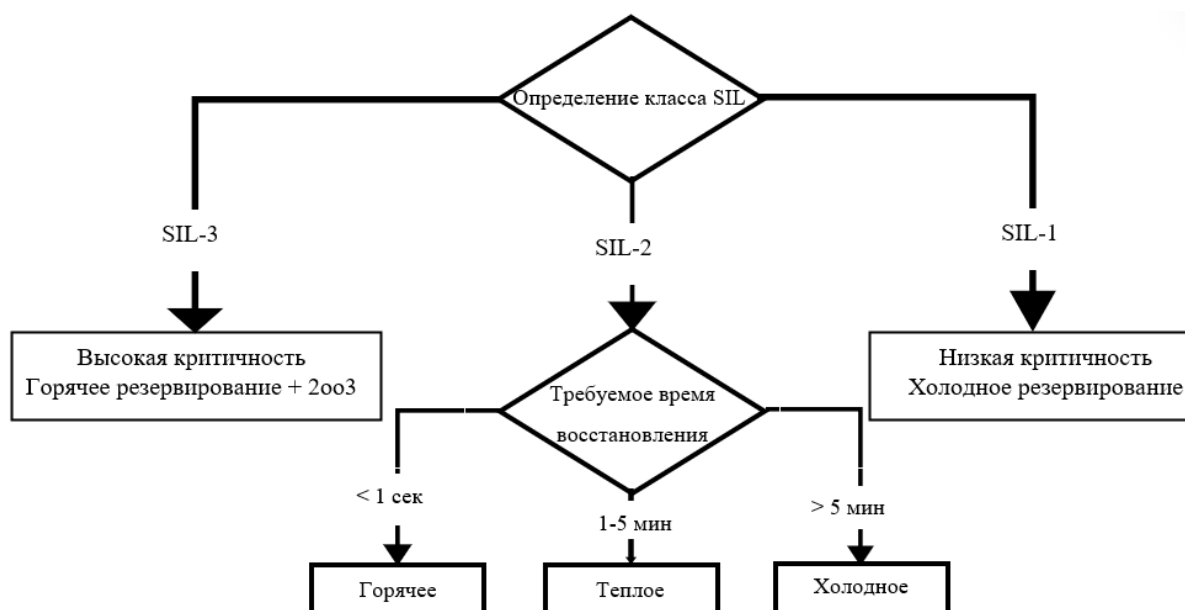 Определение класса SIL
SIL-3
SIL-2
SIL-1
Высокая критичность
Горячее резервирование + 2oo3
Низкая критичность
Холодное резервирование
Требуемое время
восстановления
< 1 сек
1-5 мин
> 5 мин
Горячее
Теплое
Холодное